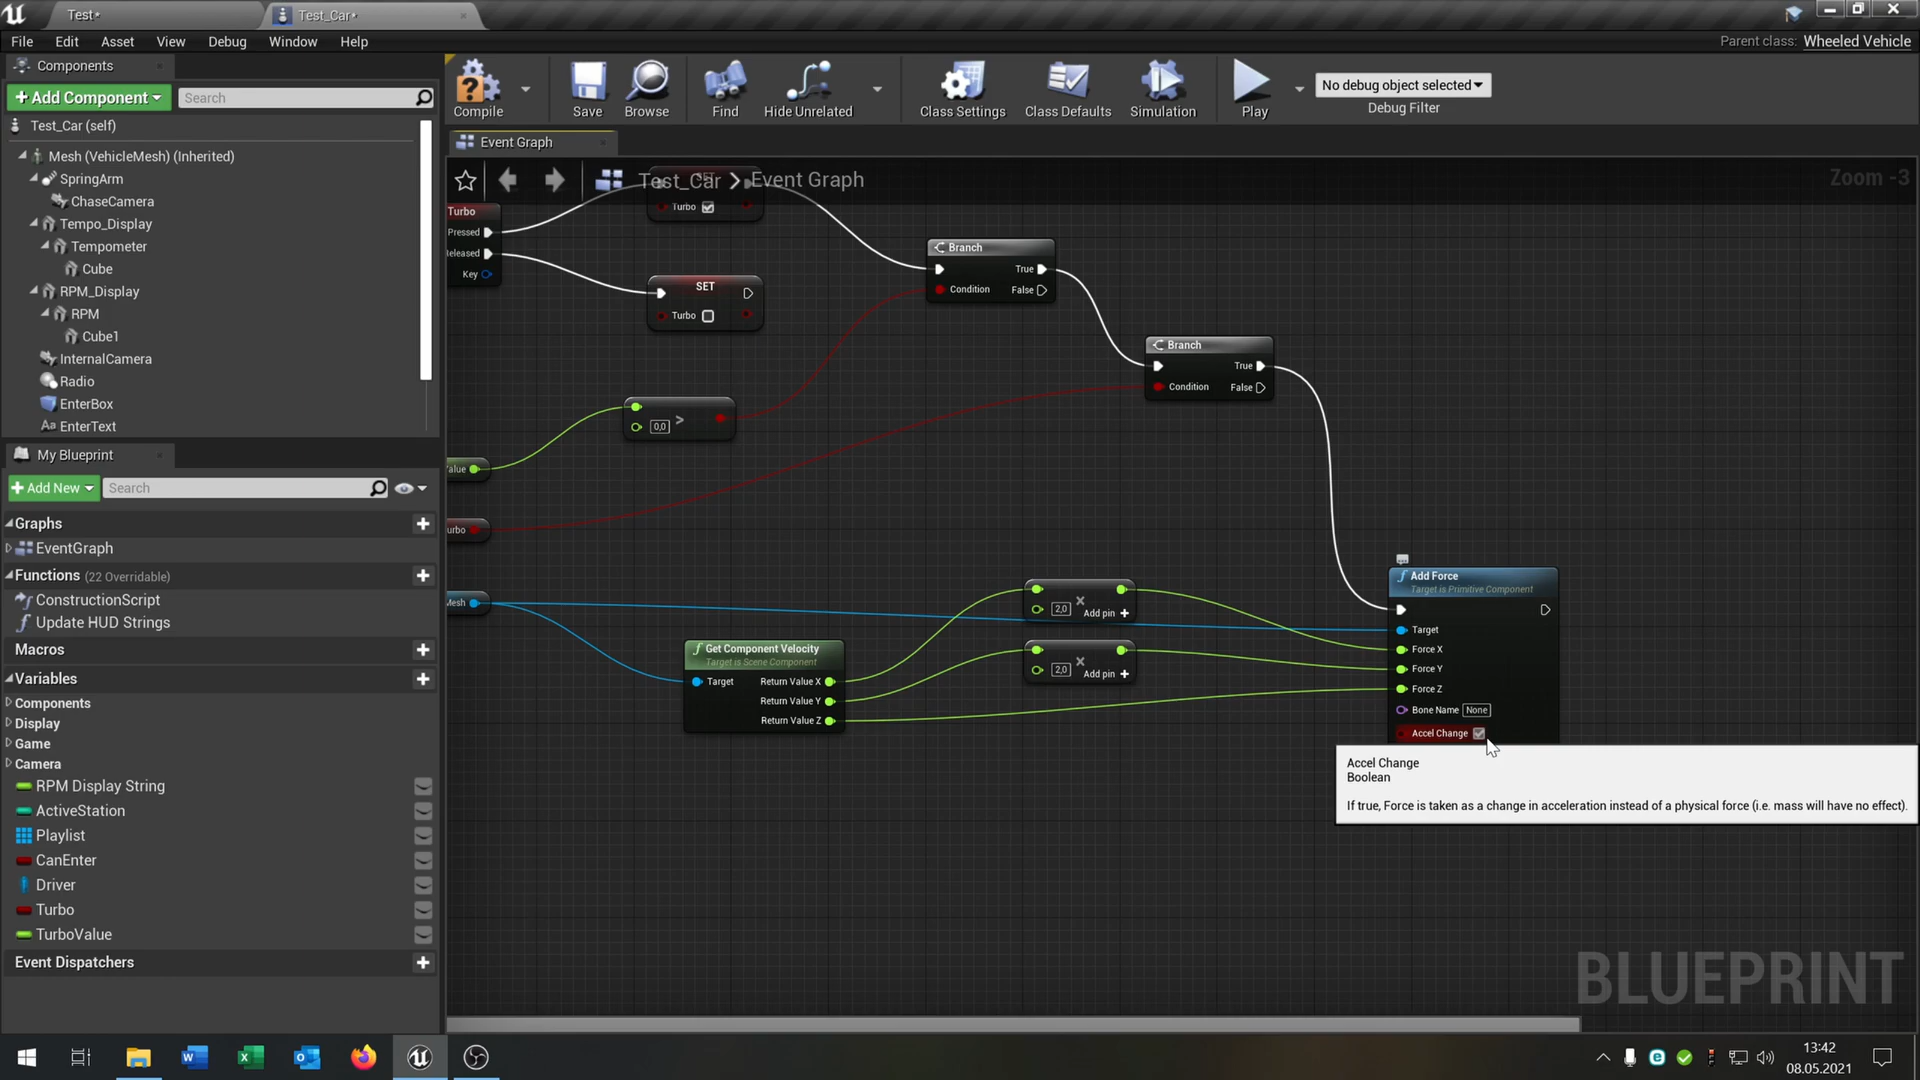 Test*
Test_Car*
File Edit Asset View Debug Window Help
Parent class: Wheeled Vehicle
Components
+ Add Component
Search
Test_Car (self)
Mesh (VehicleMesh) (Inherited)
SpringArm
ChaseCamera
Tempo_Display
Tempometer
Cube
RPM_Display
RPM
Cube1
InternalCamera
Radio
EnterBox
EnterText
My Blueprint
+ Add New
Search
Graphs
EventGraph
Functions (22 Overridable)
ConstructionScript
Update HUD Strings
Macros
Variables
Components
Display
Game
Camera
RPM Display String
ActiveStation
Playlist
CanEnter
Driver
Turbo
TurboValue
Event Dispatchers
Compile
Save
Browse
Find
Hide Unrelated
Class Settings
Class Defaults
Simulation
Play
No debug object selected
Debug Filter
Event Graph
Test_Car > Event Graph
Zoom -3
Turbo
Pressed
eleased
Key
SET
Turbo
SET
Turbo
Branch
True
Condition
False
Branch
True
Condition
False
0,0 >
alue
urbo
Mesh
Get Component Velocity
Target is Scene Component
Target
Return Value X
Return Value Y
Return Value Z
2,0
Add pin +
2,0
Add pin +
Add Force
Target is Primitive Component
Target
Force X
Force Y
Force Z
Bone Name None
Accel Change
Accel Change
Boolean
If true, Force is taken as a change in acceleration instead of a physical force (i.e. mass will have no effect).
BLUEPRINT
13:42
08.05.2021